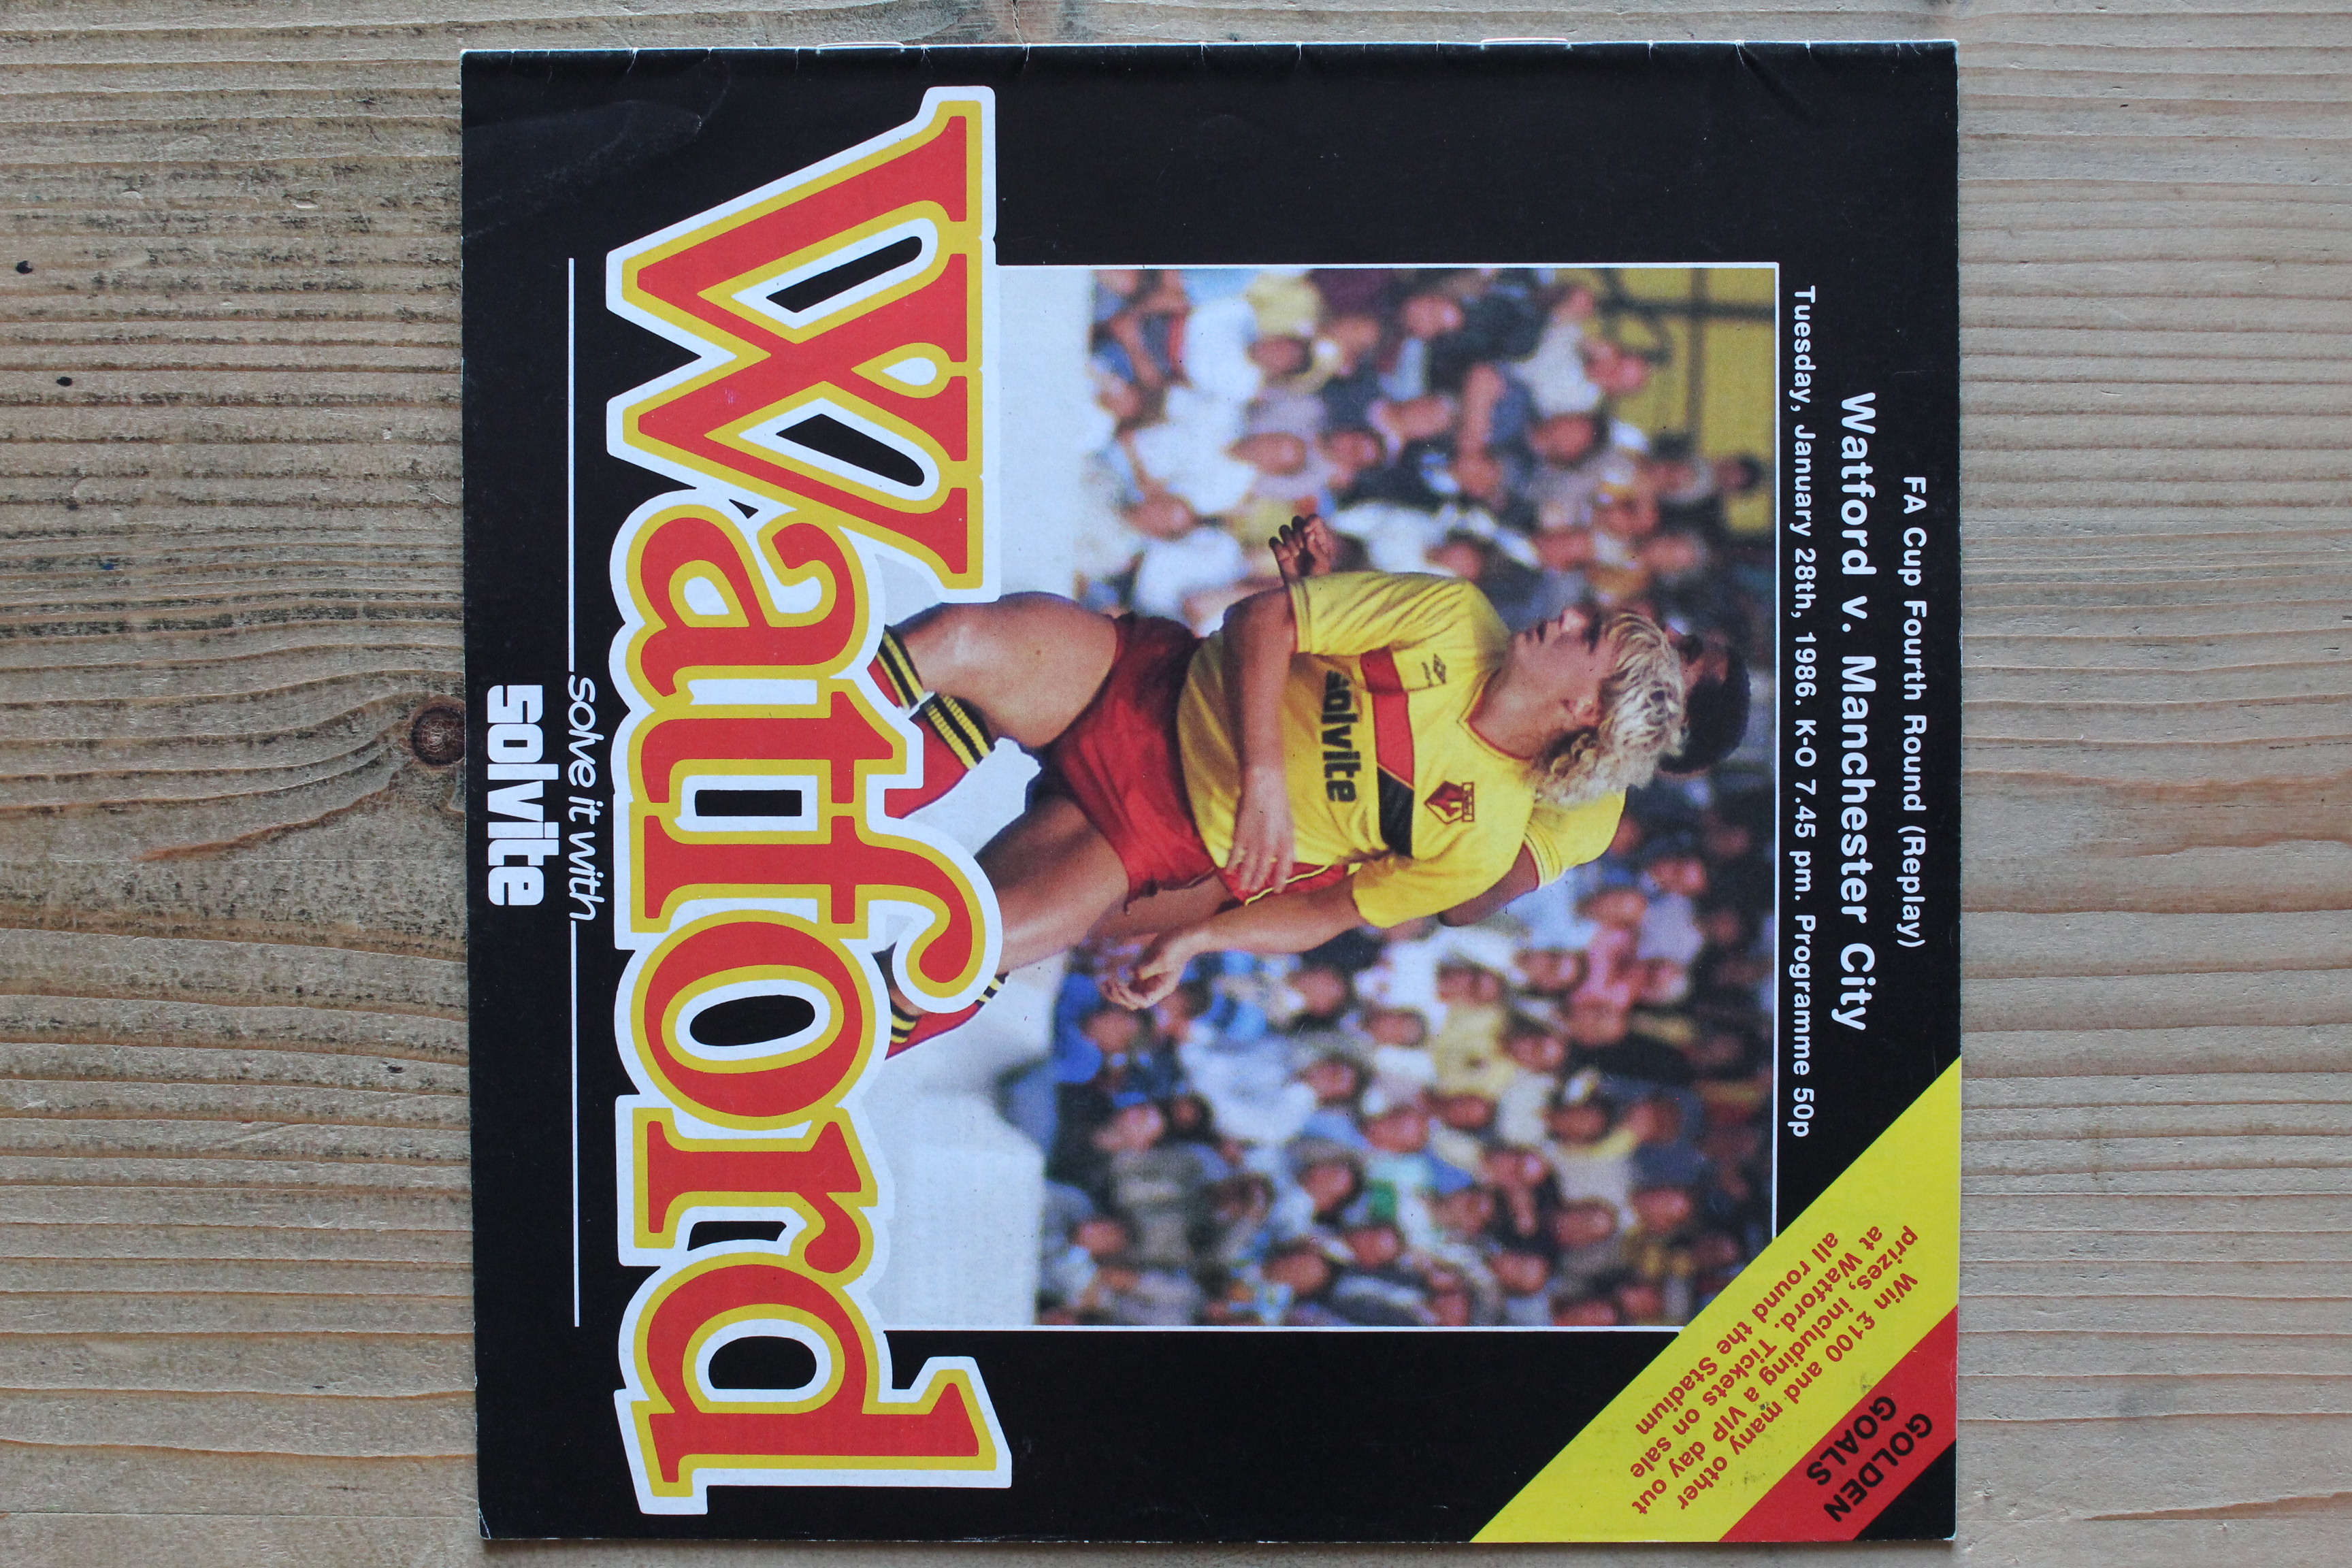 FA Cup Fourth Round (Replay)
Watford v. Manchester City
Tuesday, January 28th, 1986. K-O 7.45 pm. Programme 50p
GOLDEN
GOALS
Win £100 and many other
prizes, including a VIP day out
at Watford. Tickets on sale
all round the Stadium
solvite
Watford
solve it with
solvite